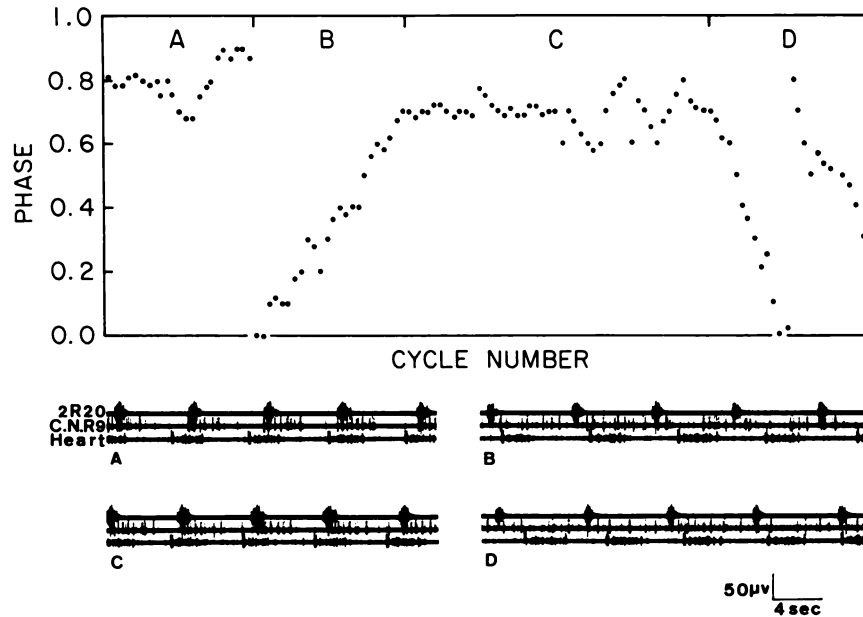 A B C D
1.0
0.8
0.6
0.4
0.2
0.0
PHASE
CYCLE NUMBER
2R20
C.N.R9
Heart
A
B
C
D
50μv
4sec